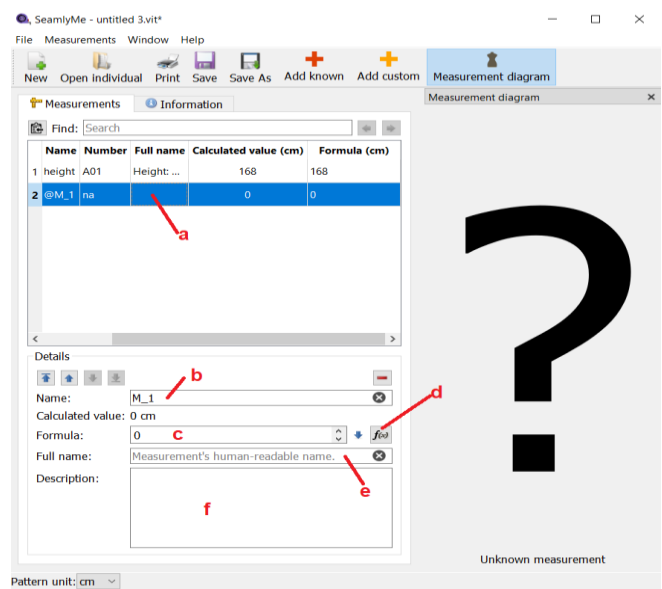 SeamlyMe - untitled 3.vit*
File Measurements Window Help
New Open individual Print Save Save As Add known Add custom Measurement diagram
Measurements Information
Measurement diagram
Find: Search
Name Number Full name Calculated value (cm) Formula (cm)
1 height A01 Height: ... 168 168
2 @M_1 na 0 0
a
Details
b
Name: M_1
d
Calculated value: 0 cm
Formula: 0 c f(x)
Full name: Measurement's human-readable name.
e
Description:
f
?
Unknown measurement
Pattern unit: cm